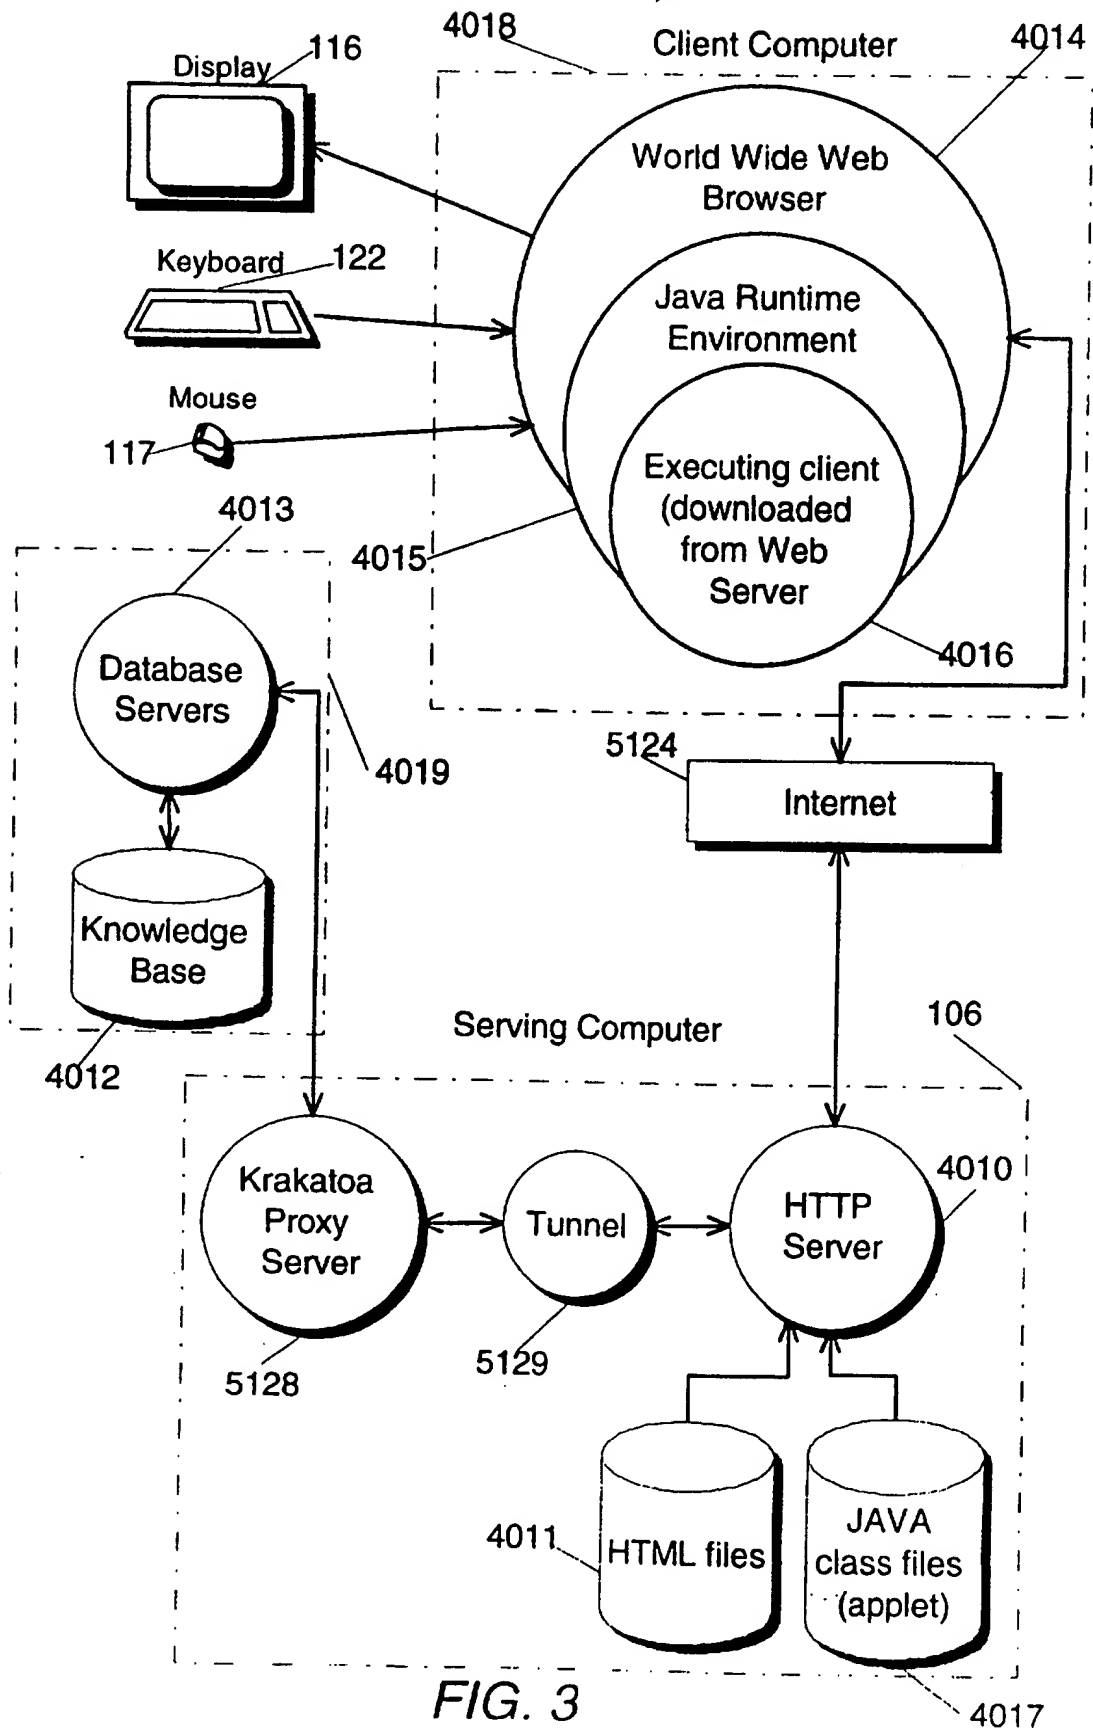 4018
Client Computer
4014
116
Display
World Wide Web
Browser
Keyboard
122
Java Runtime
Environment
Mouse
117
Executing client
(downloaded
from Web
Server
4013
4015
4016
Database
Servers
4019
5124
Internet
Knowledge
Base
4012
Serving Computer
106
Krakatoa
Proxy
Server
Tunnel
HTTP
Server
4010
5128
5129
4011
HTML files
JAVA
class files
(applet)
FIG. 3
4017